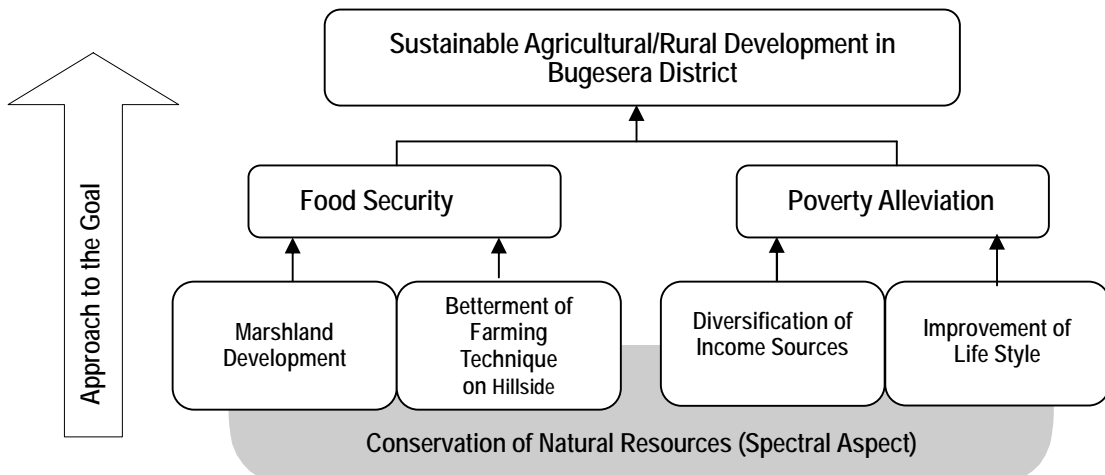 Sustainable Agricultural/Rural Development in
Bugesera District
Approach to the Goal
Food Security
Poverty Alleviation
Marshland
Development
Betterment of
Farming
Technique
on Hillside
Diversification of
Income Sources
Improvement of
Life Style
Conservation of Natural Resources (Spectral Aspect)